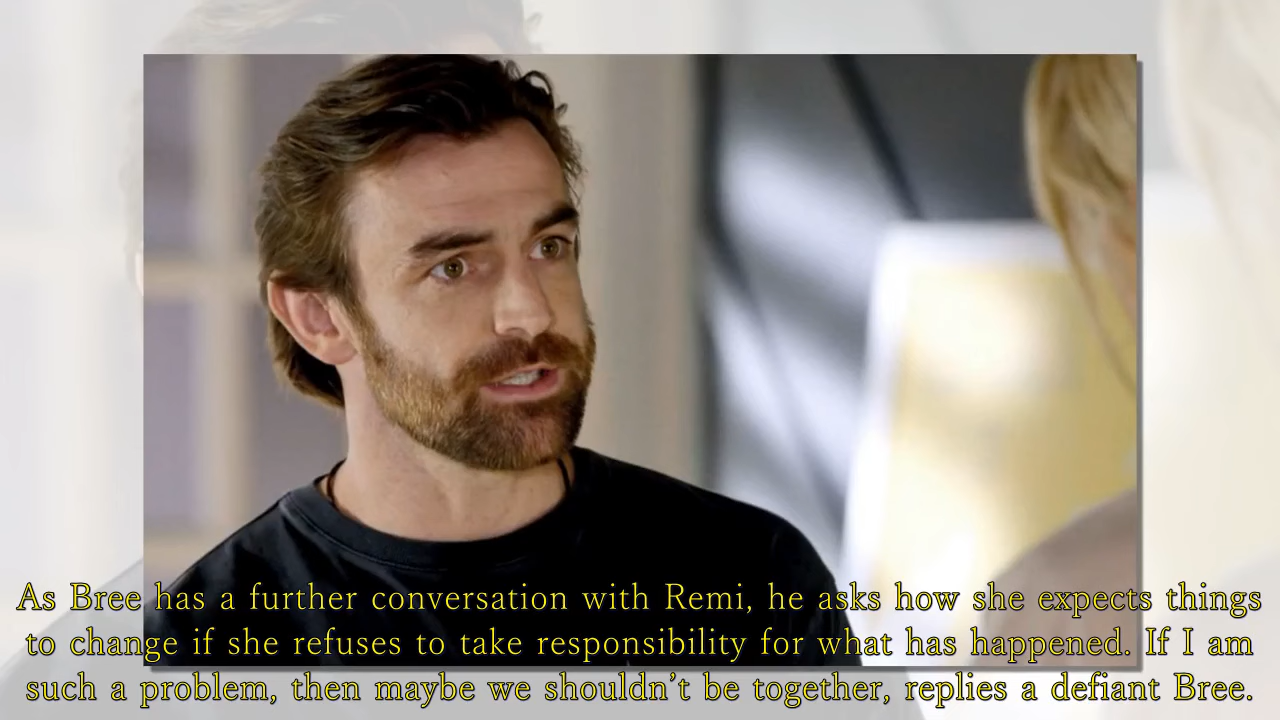 As Bree has a further conversation with Remi, he asks how she expects things
to change if she refuses to take responsibility for what has happened. If I am
such a problem, then maybe we shouldn't be together, replies a defiant Bree.